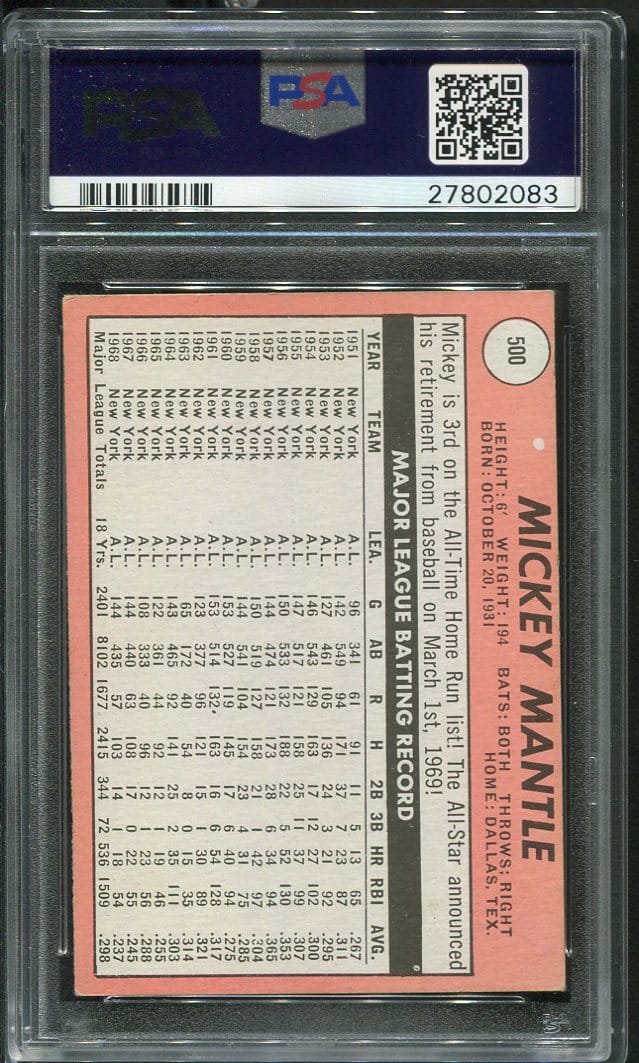 PSA
PSA
27802083
500
MICKEY MANTLE
HEIGHT: 6' WEIGHT: 194 BATS: BOTH THROWS: RIGHT
BORN: OCTOBER 20, 1931 HOME: DALLAS, TEX.
Mickey is 3rd on the All-Time Home Run list! The All-Star announced
his retirement from baseball on March 1st, 1969!
MAJOR LEAGUE BATTING RECORD
YEAR TEAM LEA. G AB R H 2B 3B HR RBI AVG.
1951 New York A.L. 96 341 61 91 11 5 13 65 .267
1952 New York A.L. 142 549 94 171 37 7 23 87 .311
1953 New York A.L. 127 461 105 136 24 3 21 92 .295
1954 New York A.L. 146 543 129 163 17 12 27 102 .300
1955 New York A.L. 147 517 121 158 25 11 37 99 .307
1956 New York A.L. 150 533 132 188 22 5 52 130 .353
1957 New York A.L. 144 474 121 173 28 6 34 94 .365
1958 New York A.L. 150 519 127 158 21 1 42 97 .304
1959 New York A.L. 144 541 104 154 23 4 31 75 .285
1960 New York A.L. 153 527 119 145 17 6 40 94 .275
1961 New York A.L. 153 514 132 163 16 6 54 128 .317
1962 New York A.L. 123 377 96 121 15 1 30 89 .321
1963 New York A.L. 65 172 40 54 8 0 15 35 .314
1964 New York A.L. 143 465 92 141 25 2 35 111 .303
1965 New York A.L. 122 361 44 92 12 1 19 46 .255
1966 New York A.L. 108 333 40 96 12 1 23 56 .288
1967 New York A.L. 144 440 63 108 17 0 22 55 .245
1968 New York A.L. 144 435 57 103 14 1 18 54 .237
Major League Totals 18 Yrs. 2401 8102 1677 2415 344 72 536 1509 .298